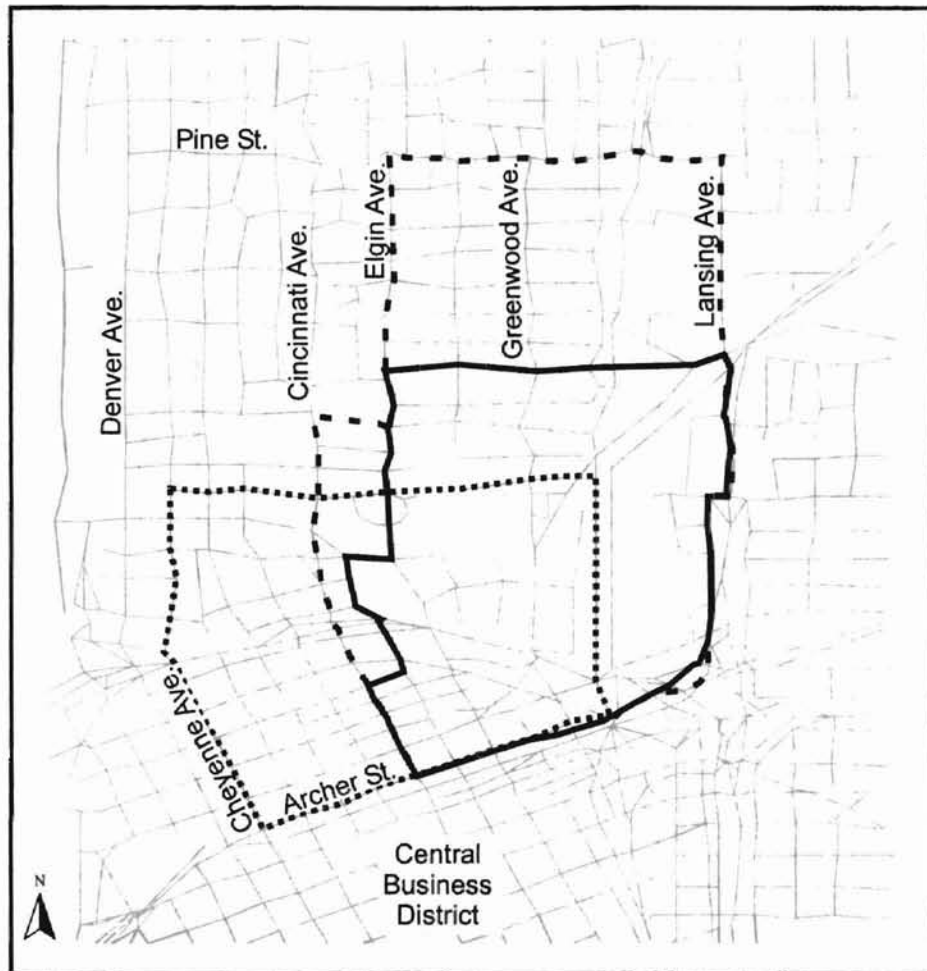 Pine St.
Elgin Ave.
Greenwood Ave.
Lansing Ave.
Cincinnati Ave.
Denver Ave.
Cheyenne Ave.
Archer St.
Central
Business
District
N